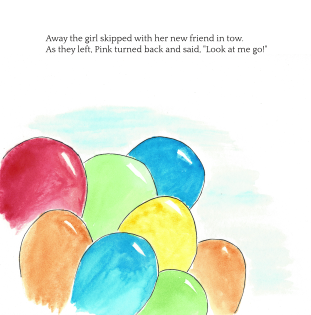 Away the girl skipped with her new friend in tow.
As they left, Pink turned back and said, "Look at me go!"